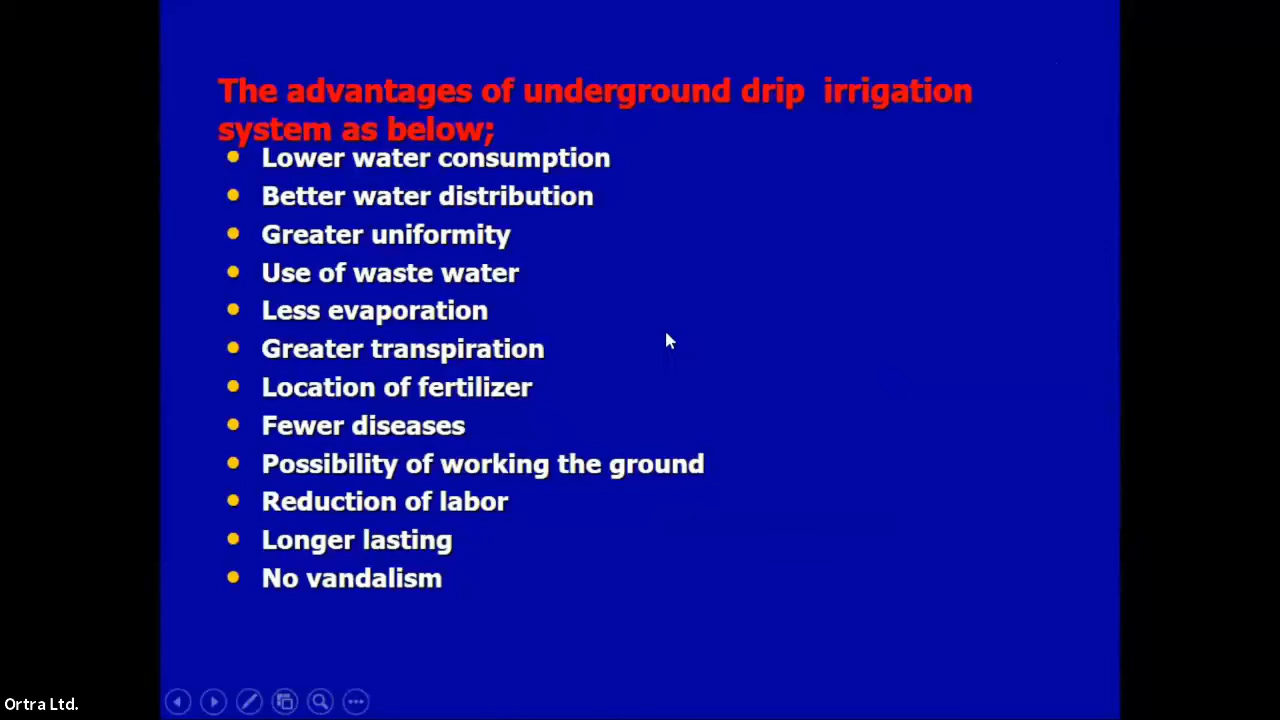 The advantages of underground drip irrigation
system as below;
Lower water consumption
Better water distribution
Greater uniformity
Use of waste water
Less evaporation
Greater transpiration
Location of fertilizer
Fewer diseases
Possibility of working the ground
Reduction of labor
Longer lasting
No vandalism
Ortra Ltd.